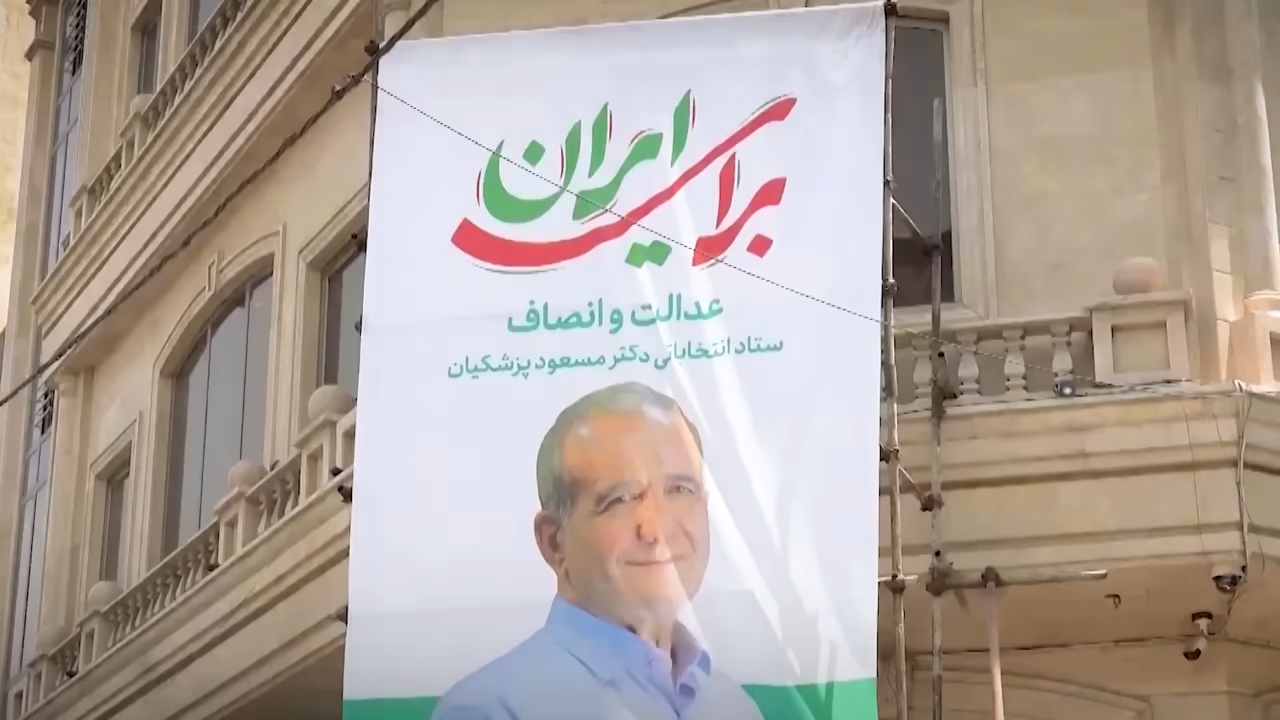 برای ایران
عدالت و انصاف
ستاد انتخاباتی دکتر مسعود پزشکیان